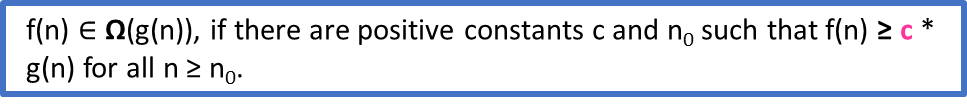 f(n) ∈ Ω(g(n)), if there are positive constants c and n₀ such that f(n) ≥ c *
g(n) for all n ≥ n₀.